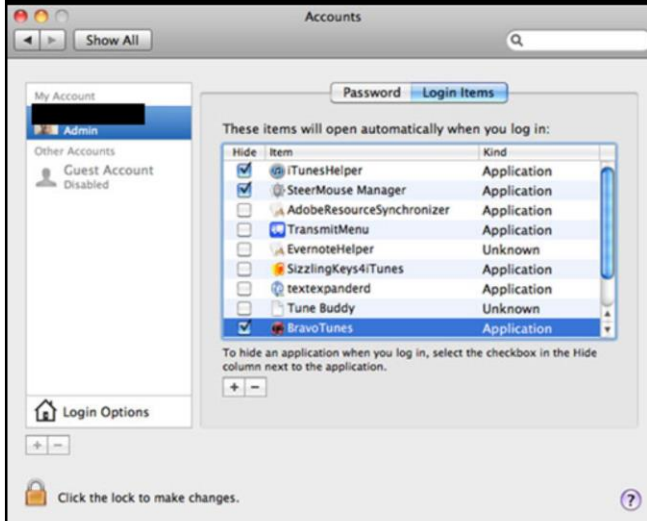 Accounts
Show All
My Account
Admin
Other Accounts
Guest Account
Disabled
Login Options
Password Login Items
These items will open automatically when you log in:
Hide Item Kind
iTunesHelper Application
SteerMouse Manager Application
AdobeResourceSynchronizer Application
TransmitMenu Application
EvernoteHelper Unknown
SizzlingKeys4iTunes Application
textexpanderd Application
Tune Buddy Unknown
BravoTunes Application
To hide an application when you log in, select the checkbox in the Hide
column next to the application.
+ −
+ −
Click the lock to make changes.
?